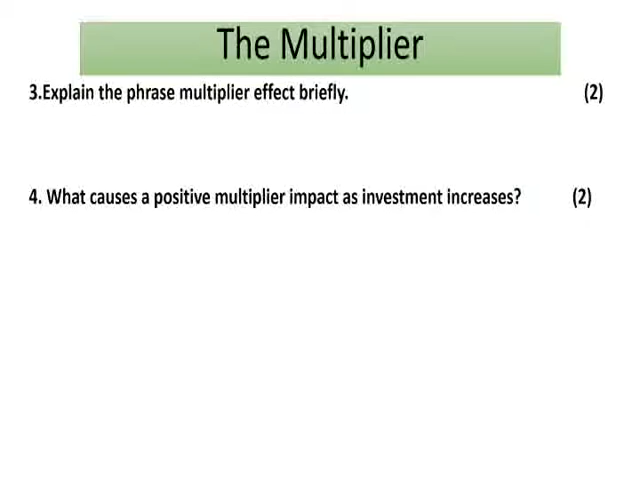 The Multiplier
3.Explain the phrase multiplier effect briefly. (2)
4. What causes a positive multiplier impact as investment increases? (2)